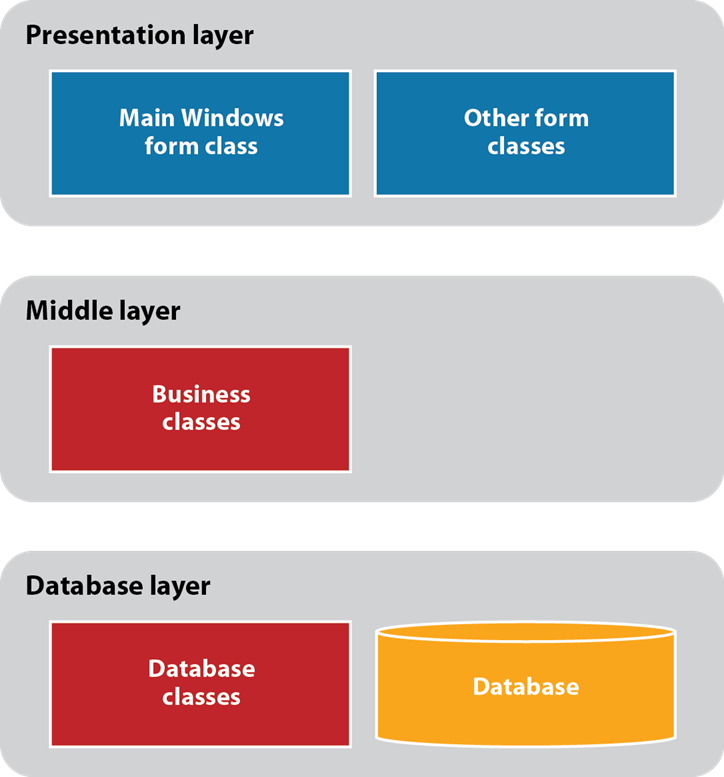 Presentation layer
Main Windows
form class
Other form
classes
Middle layer
Business
classes
Database layer
Database
classes
Database